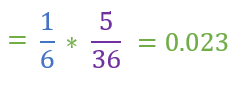 = 1/6 * 5/36 = 0.023